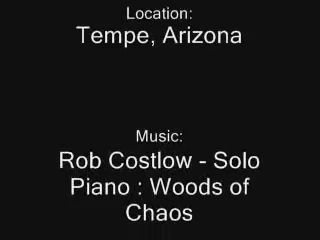 Location:
Tempe, Arizona
Music:
Rob Costlow - Solo
Piano : Woods of
Chaos